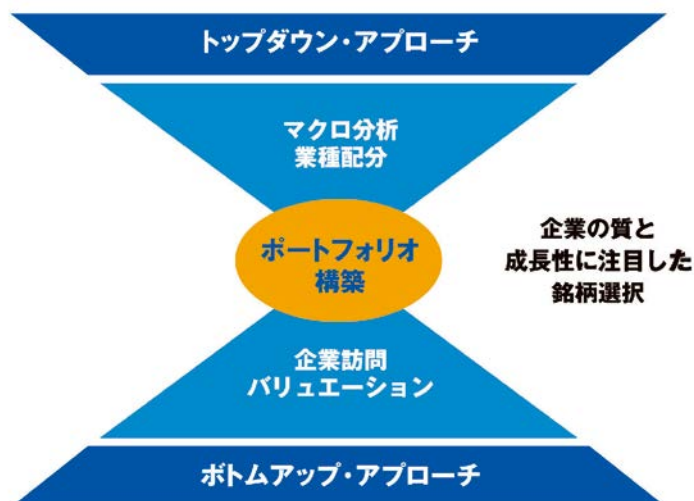 トップダウン・アプローチ
マクロ分析
業種配分
ポートフォリオ
構築
企業の質と
成長性に注目した
銘柄選択
企業訪問
バリュエーション
ボトムアップ・アプローチ